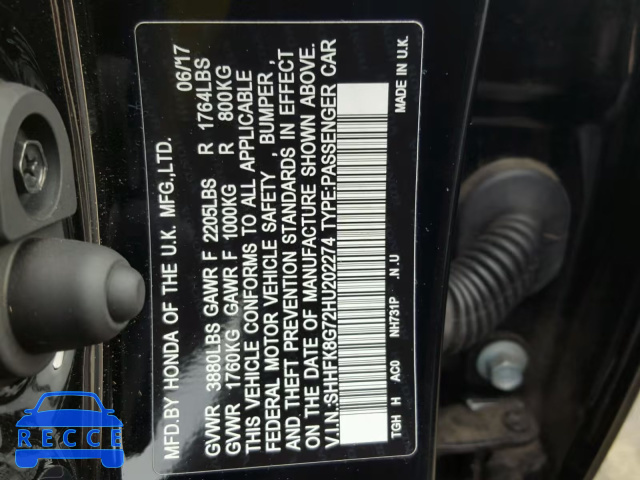 MFD.BY HONDA OF THE U.K. MFG.,LTD. 06/17
GVWR 3880LBS GAWR F 2205LBS R 1764LBS
GVWR 1760KG GAWR F 1000KG R 800KG
THIS VEHICLE CONFORMS TO ALL APPLICABLE
FEDERAL MOTOR VEHICLE SAFETY , BUMPER ,
AND THEFT PREVENTION STANDARDS IN EFFECT
ON THE DATE OF MANUFACTURE SHOWN ABOVE.
V.I.N.:SHHFK8G72HU202274 TYPE:PASSENGER CAR
TGH H AC0 NH731P .N U MADE IN U.K.